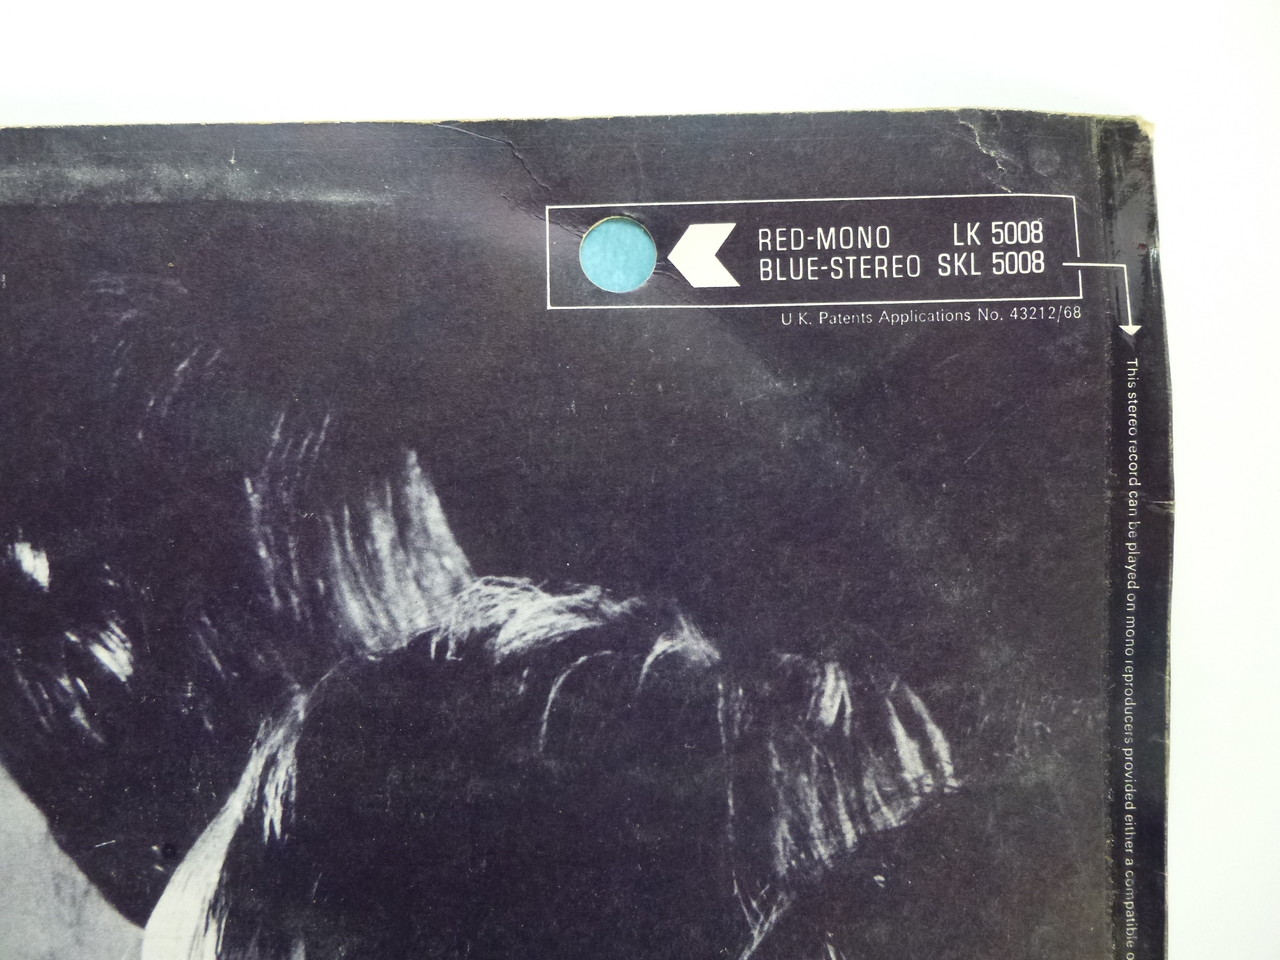 RED-MONO LK 5008
BLUE-STEREO SKL 5008
U.K. Patents Applications No. 43212/68
This stereo record can be played on mono reproducers provided either a compatible